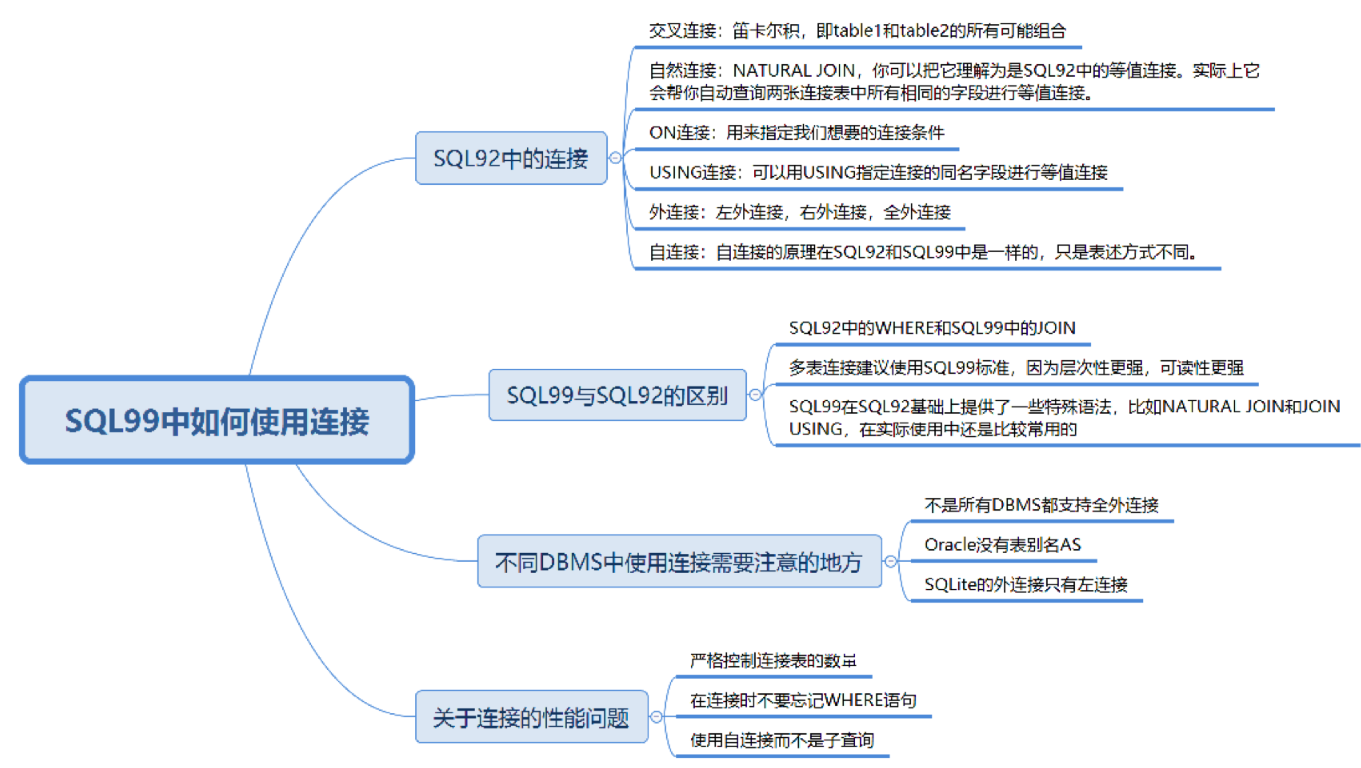 交叉连接：笛卡尔积，即table1和table2的所有可能组合
自然连接：NATURAL JOIN，你可以把它理解为是SQL92中的等值连接。实际上它
会帮你自动查询两张连接表中所有相同的字段进行等值连接。
ON连接：用来指定我们想要的连接条件
SQL92中的连接
USING连接：可以用USING指定连接的同名字段进行等值连接
外连接：左外连接，右外连接，全外连接
自连接：自连接的原理在SQL92和SQL99中是一样的，只是表述方式不同。
SQL99中如何使用连接
SQL99与SQL92的区别
SQL92中的WHERE和SQL99中的JOIN
多表连接建议使用SQL99标准，因为层次性更强，可读性更强
SQL99在SQL92基础上提供了一些特殊语法，比如NATURAL JOIN和JOIN
USING，在实际使用中还是比较常用的
不同DBMS中使用连接需要注意的地方
不是所有DBMS都支持全外连接
Oracle没有表别名AS
SQLite的外连接只有左连接
关于连接的性能问题
严格控制连接表的数量
在连接时不要忘记WHERE语句
使用自连接而不是子查询